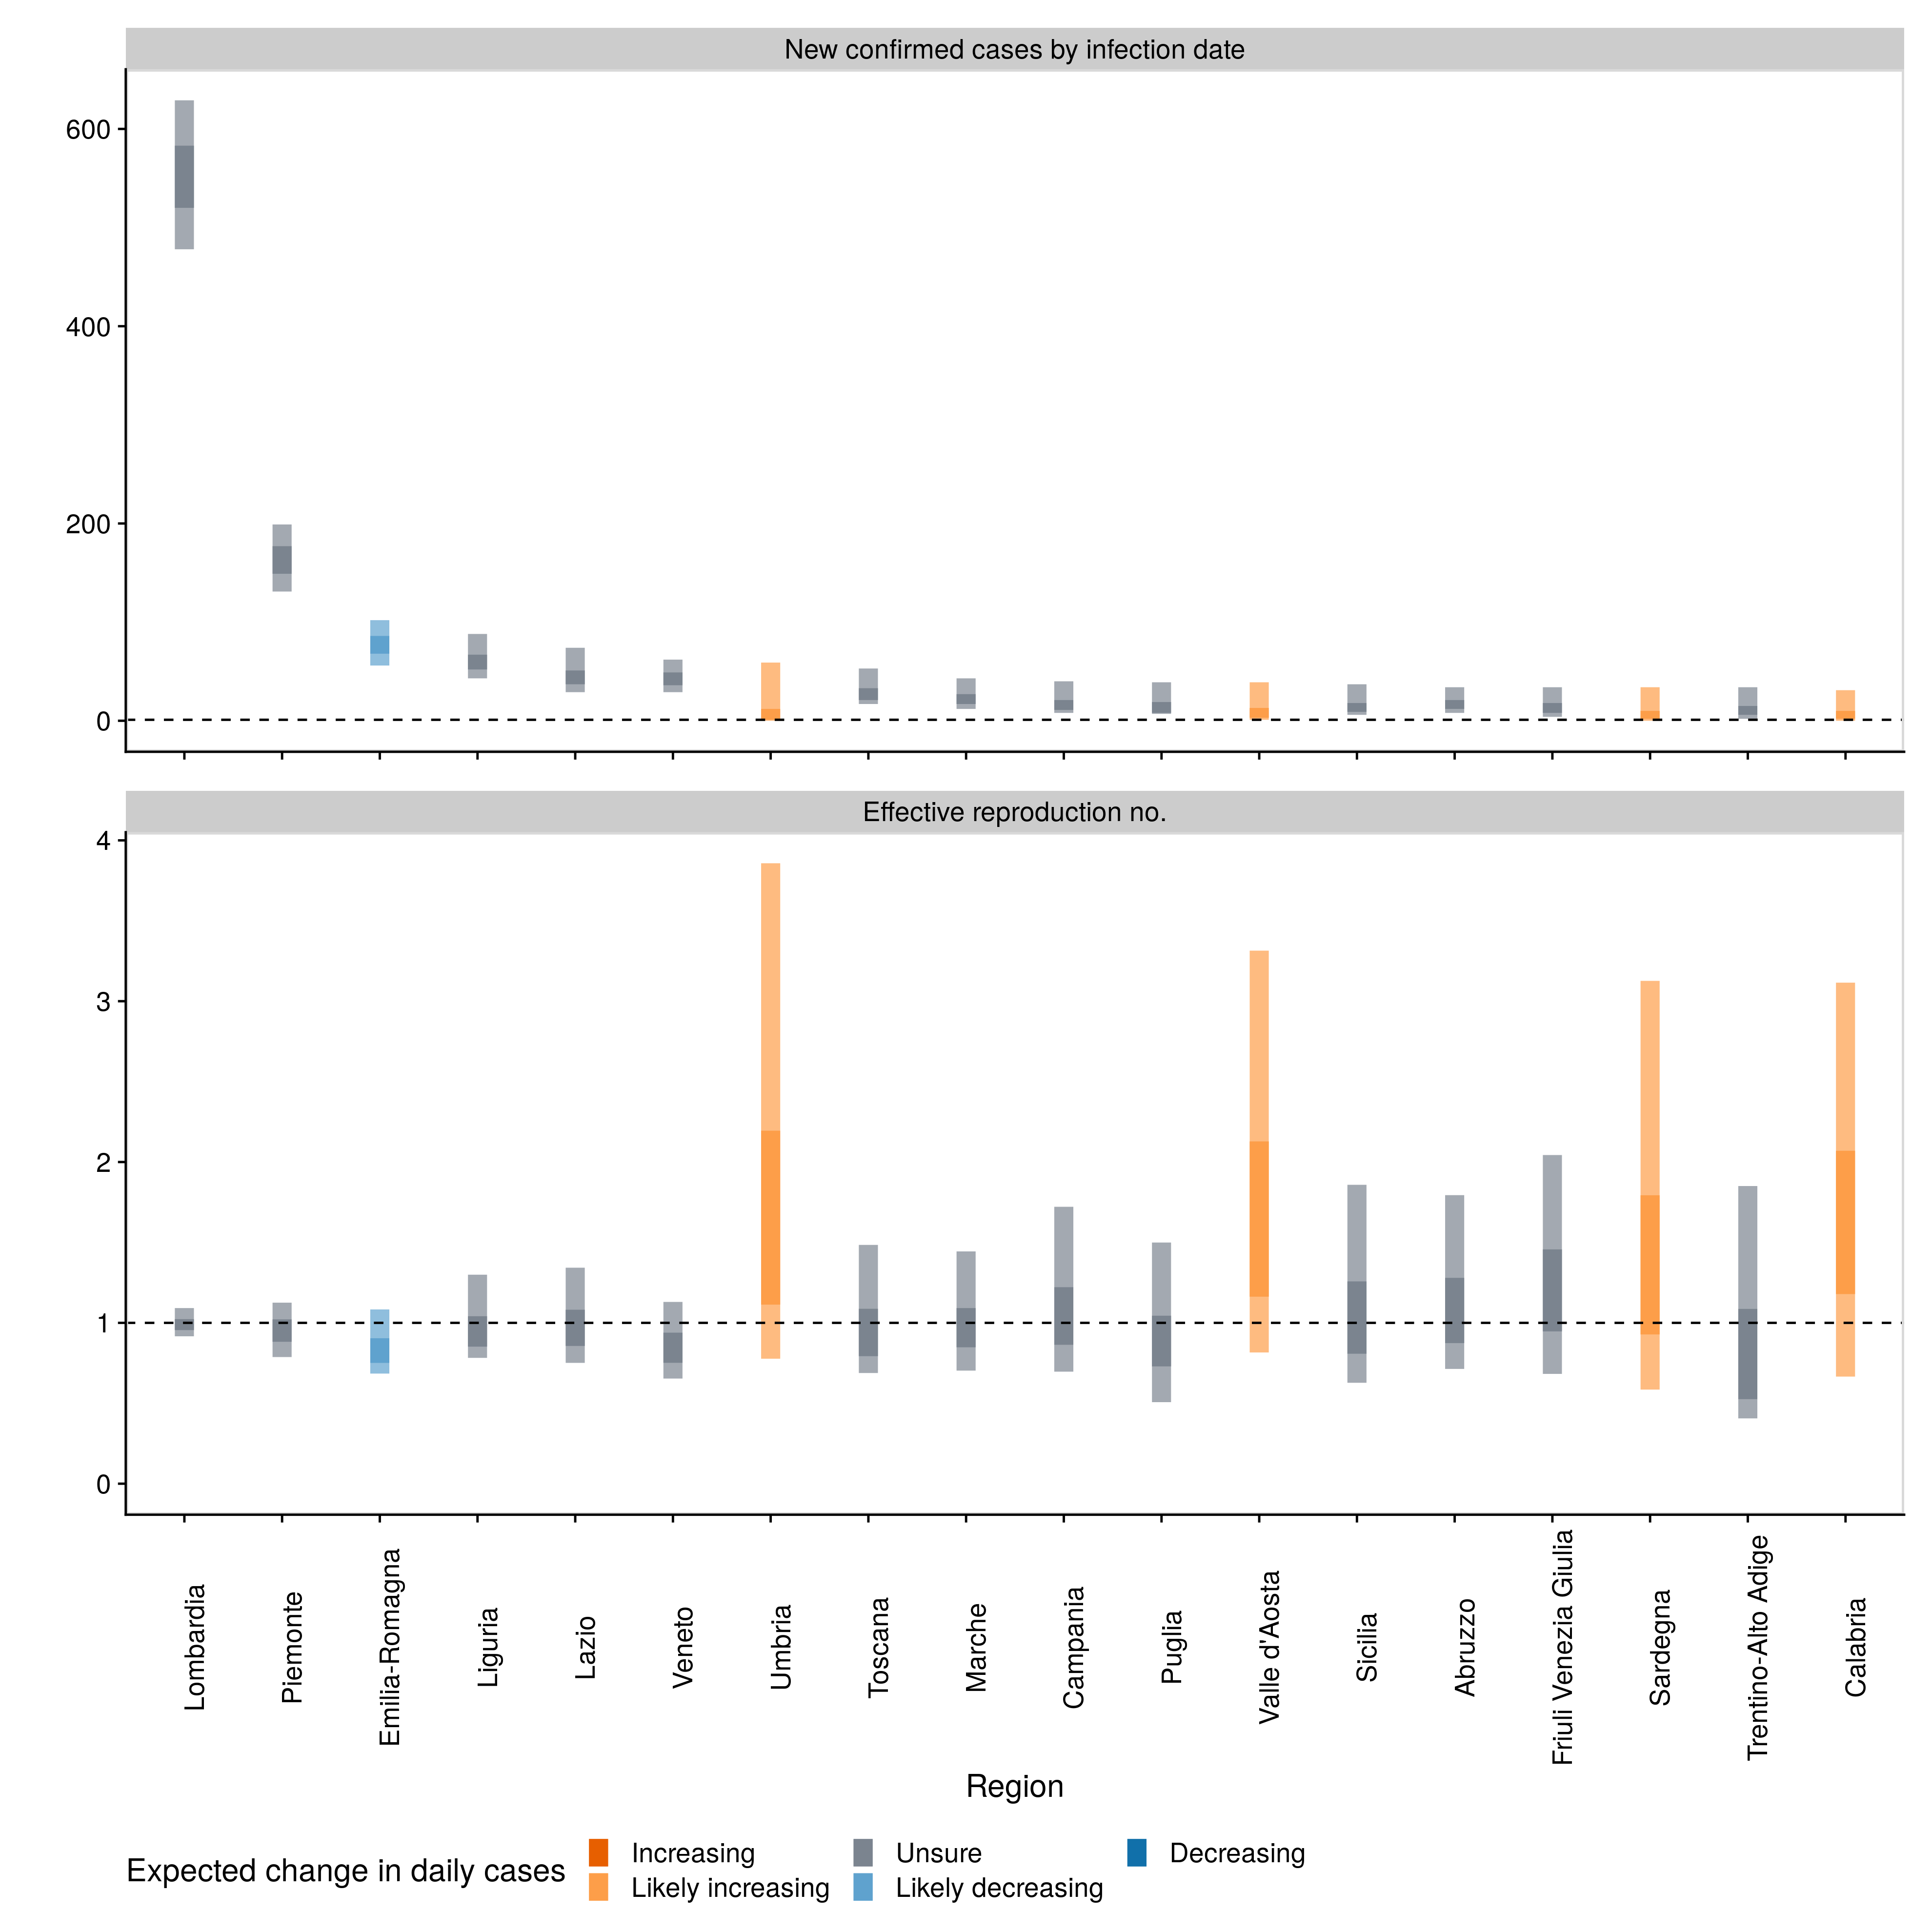 New confirmed cases by infection date
600
400
200
0
Effective reproduction no.
4
3
2
1
0
Lombardia
Piemonte
Emilia-Romagna
Liguria
Lazio
Veneto
Umbria
Toscana
Marche
Campania
Puglia
Valle d'Aosta
Sicilia
Abruzzo
Friuli Venezia Giulia
Sardegna
Trentino-Alto Adige
Calabria
Region
Expected change in daily cases
Increasing
Unsure
Decreasing
Likely increasing
Likely decreasing